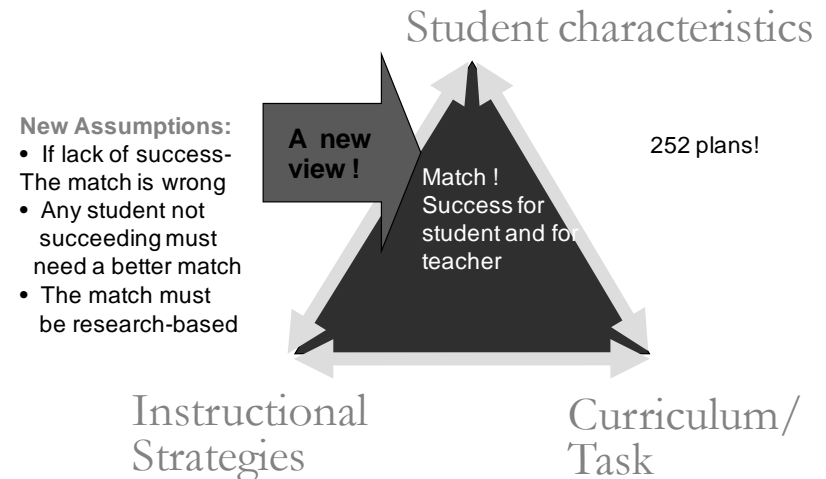 Student characteristics
New Assumptions:
• If lack of success-
The match is wrong
• Any student not
succeeding must
need a better match
• The match must
be research-based
A new
view !
Match !
Success for
student and for
teacher
252 plans!
Instructional
Strategies
Curriculum/
Task